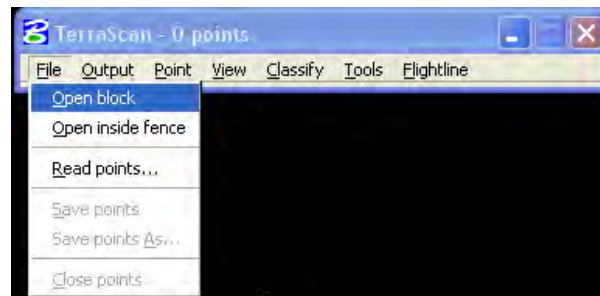 TerraScan - 0 points
File Output Point View Classify Tools Flightline
Open block
Open inside fence
Read points...
Save points
Save points As...
Close points